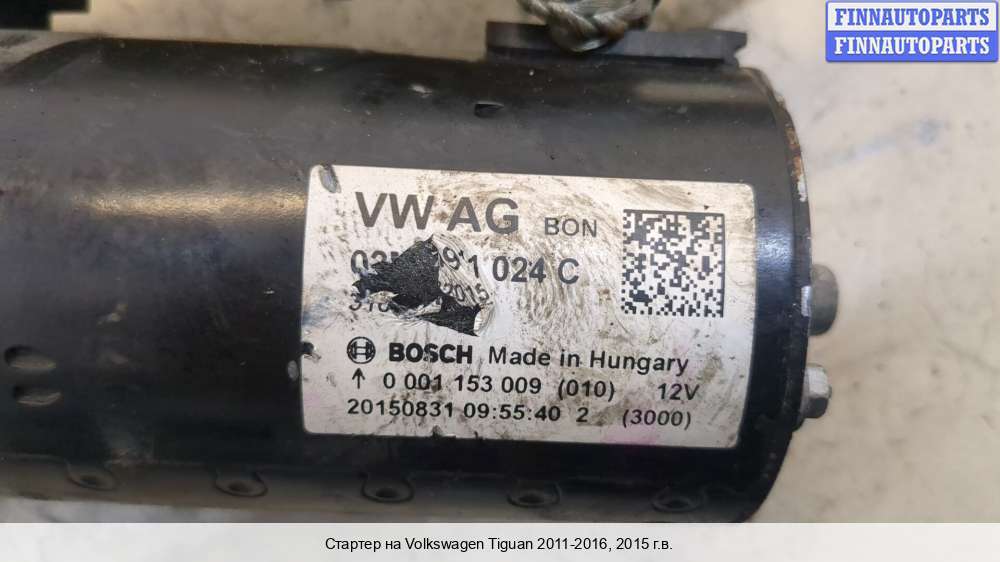 FINNAUTOPARTS
FINNAUTOPARTS
VW AG BON
1 024 C
2015
BOSCH Made in Hungary
↑ 0 001 153 009 (010) 12V
20150831 09:55:40 2 (3000)
Стартер на Volkswagen Tiguan 2011-2016, 2015 г.в.